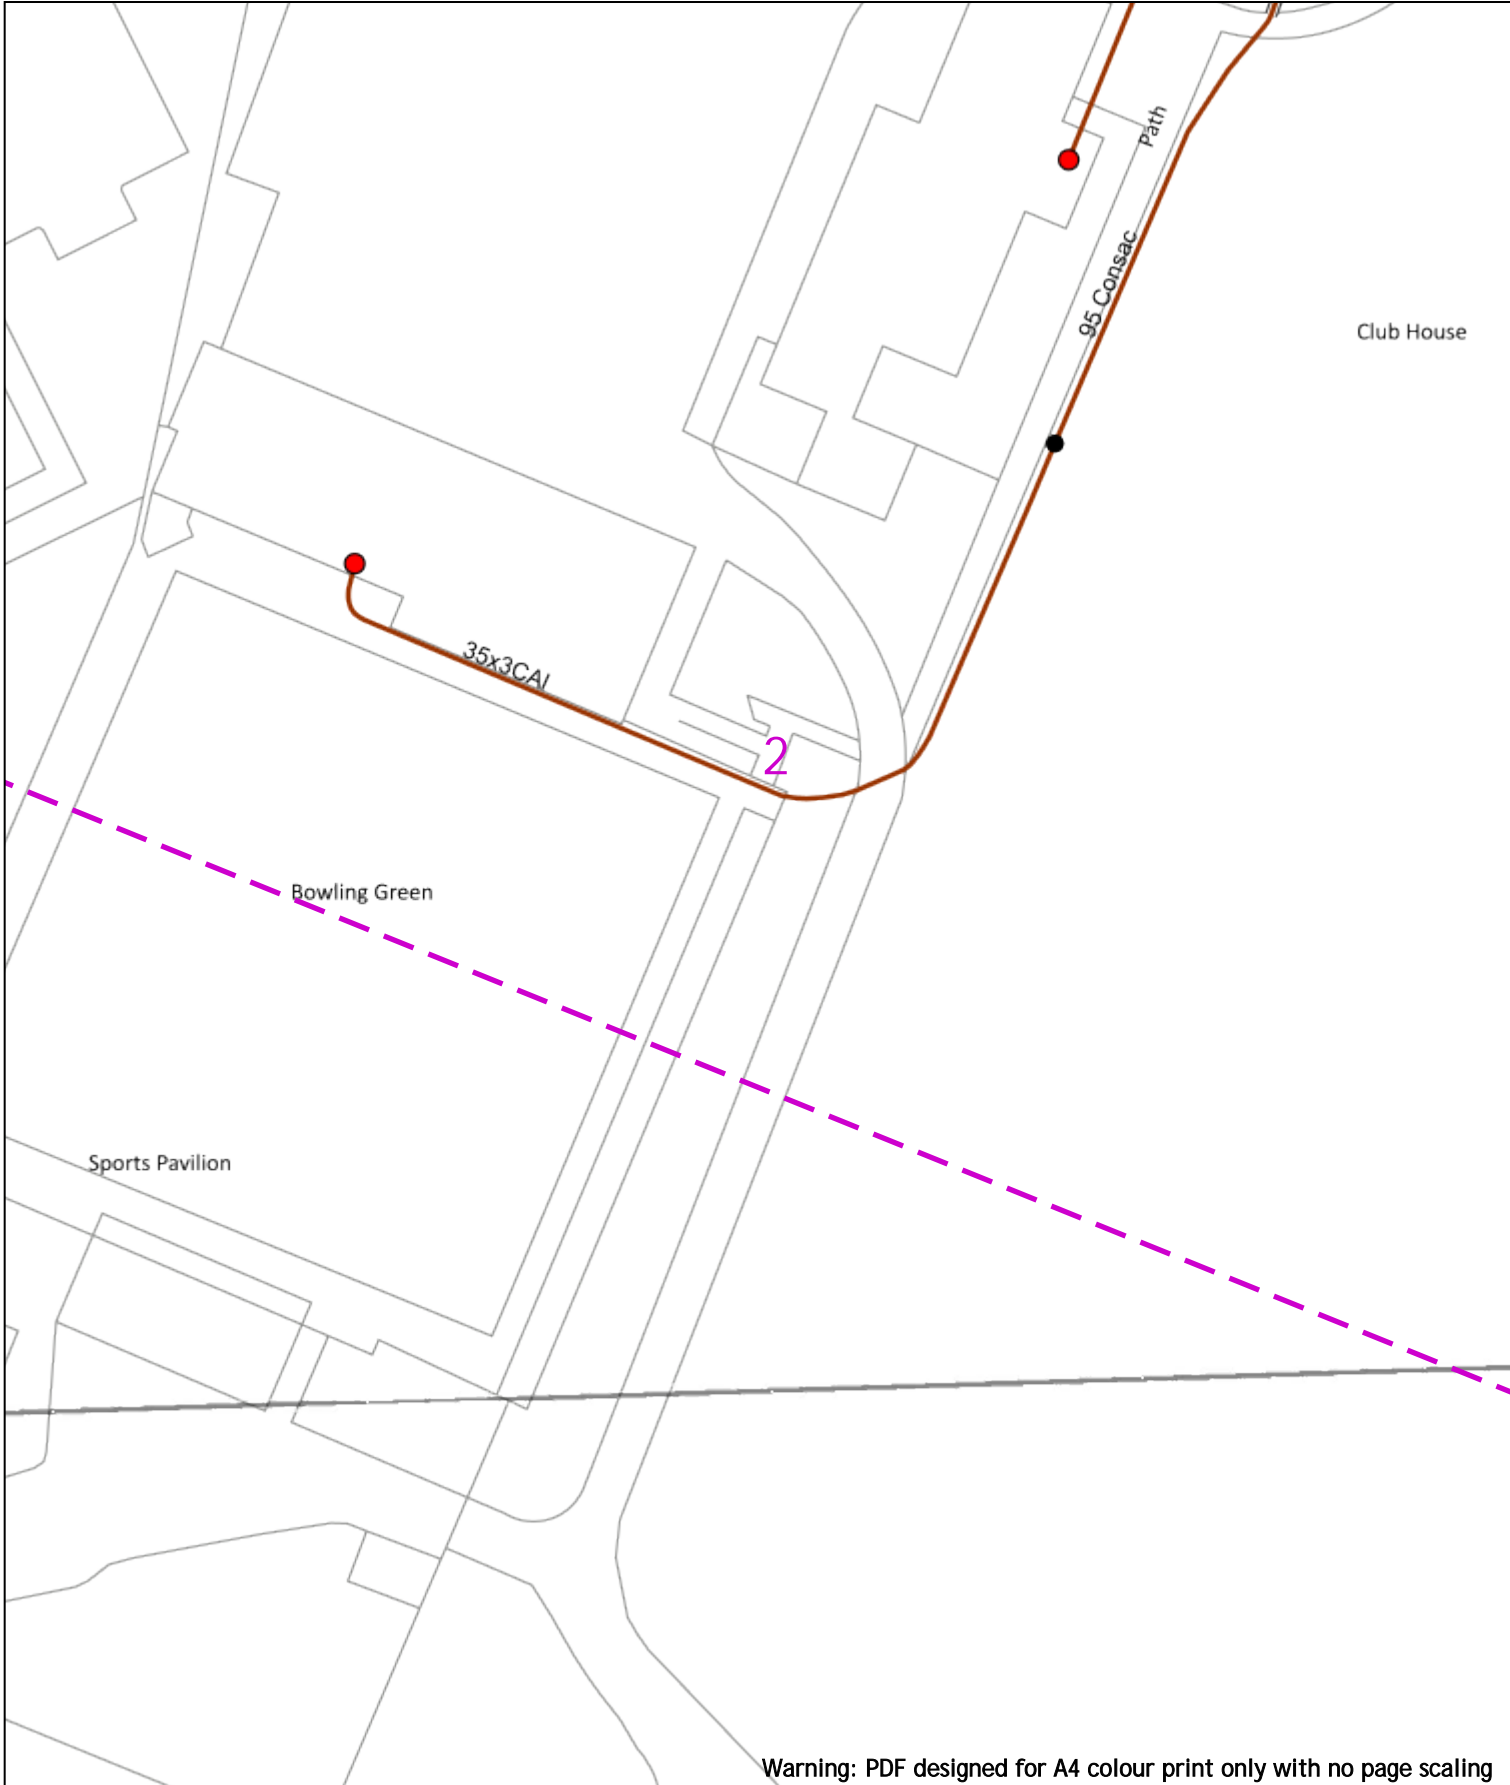 Path
95 Consac
Club House
35x3CAl
2
Bowling Green
Sports Pavilion
Warning: PDF designed for A4 colour print only with no page scaling